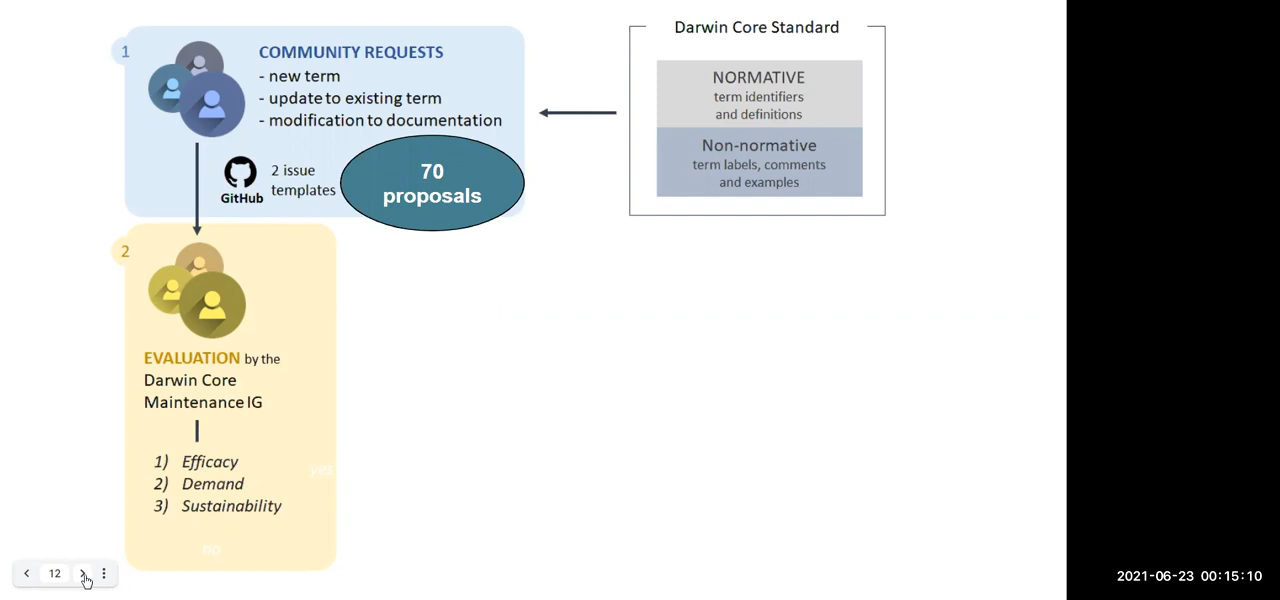 1
COMMUNITY REQUESTS
- new term
- update to existing term
- modification to documentation
GitHub
2 issue
templates
70
proposals
Darwin Core Standard
NORMATIVE
term identifiers
and definitions
Non-normative
term labels, comments
and examples
2
EVALUATION by the
Darwin Core
Maintenance IG
1) Efficacy
2) Demand
3) Sustainability
yes
no
12
2021-06-23 00:15:10